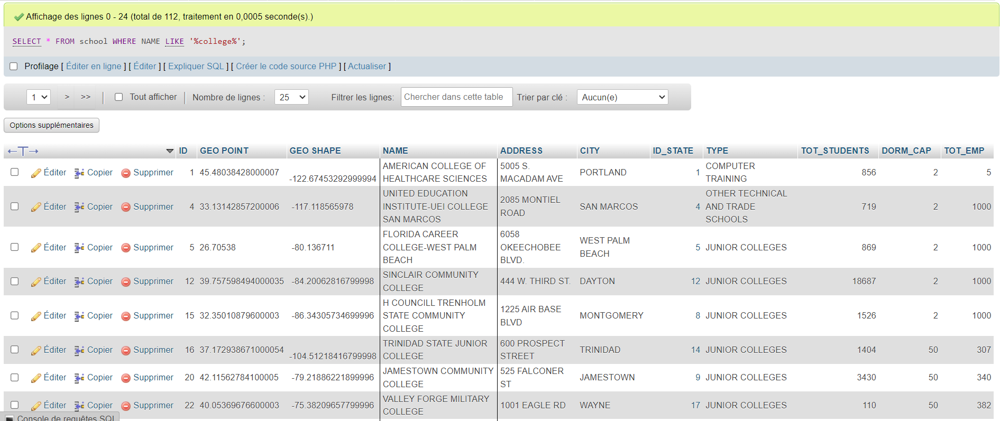 Affichage des lignes 0 - 24 (total de 112, traitement en 0,0005 seconde(s).)
SELECT * FROM school WHERE NAME LIKE '%college%';
Profilage [ Éditer en ligne ] [ Éditer ] [ Expliquer SQL ] [ Créer le code source PHP ] [ Actualiser ]
1 > >> | Tout afficher | Nombre de lignes : 25 Filtrer les lignes: Chercher dans cette table Trier par clé : Aucun(e)
Options supplémentaires
←T→ ID GEO POINT GEO SHAPE NAME ADDRESS CITY ID_STATE TYPE TOT_STUDENTS DORM_CAP TOT_EMP
Éditer Copier Supprimer 1 45.48038428000007 -122.67453292999994 AMERICAN COLLEGE OF HEALTHCARE SCIENCES 5005 S. MACADAM AVE PORTLAND 1 COMPUTER TRAINING 856 2 5
Éditer Copier Supprimer 4 33.13142857200006 -117.118565978 UNITED EDUCATION INSTITUTE-UEI COLLEGE SAN MARCOS 2085 MONTIEL ROAD SAN MARCOS 4 OTHER TECHNICAL AND TRADE SCHOOLS 719 2 1000
Éditer Copier Supprimer 5 26.70538 -80.136711 FLORIDA CAREER COLLEGE-WEST PALM BEACH 6058 OKEECHOBEE BLVD. WEST PALM BEACH 5 JUNIOR COLLEGES 869 2 1000
Éditer Copier Supprimer 12 39.757598494000035 -84.20062816799998 SINCLAIR COMMUNITY COLLEGE 444 W. THIRD ST. DAYTON 12 JUNIOR COLLEGES 18687 2 1000
Éditer Copier Supprimer 15 32.35010879600003 -86.34305734699996 H COUNCILL TRENHOLM STATE COMMUNITY COLLEGE 1225 AIR BASE BLVD MONTGOMERY 8 JUNIOR COLLEGES 1526 2 1000
Éditer Copier Supprimer 16 37.172938671000054 -104.51218416799998 TRINIDAD STATE JUNIOR COLLEGE 600 PROSPECT STREET TRINIDAD 14 JUNIOR COLLEGES 1404 50 307
Éditer Copier Supprimer 20 42.11562784100005 -79.21886221899996 JAMESTOWN COMMUNITY COLLEGE 525 FALCONER ST JAMESTOWN 9 JUNIOR COLLEGES 3430 50 340
Éditer Copier Supprimer 22 40.05369676600003 -75.38209657799996 VALLEY FORGE MILITARY COLLEGE 1001 EAGLE RD WAYNE 17 JUNIOR COLLEGES 110 50 382
Console de requêtes SQL